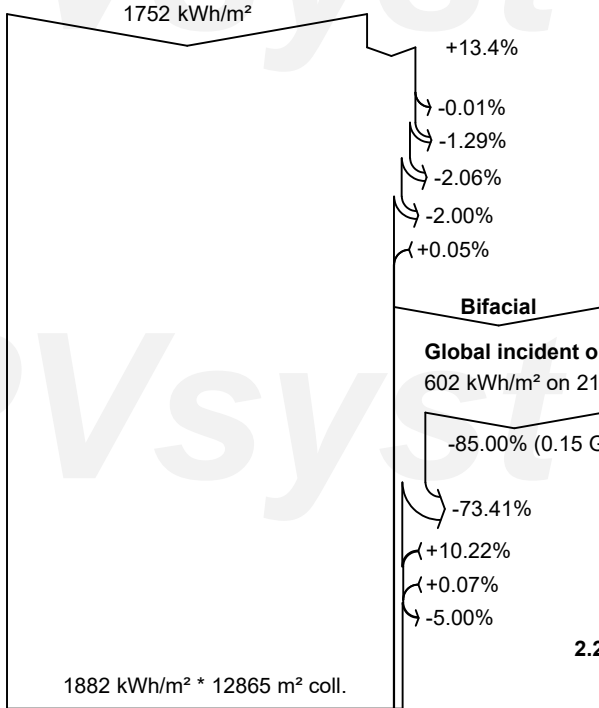 1752 kWh/m²
+13.4%
-0.01%
-1.29%
-2.06%
-2.00%
+0.05%
Bifacial
Global incident o
602 kWh/m² on 21
-85.00% (0.15 G
-73.41%
+10.22%
+0.07%
-5.00%
2.2
1882 kWh/m² * 12865 m² coll.
Vsyst
PVsyst